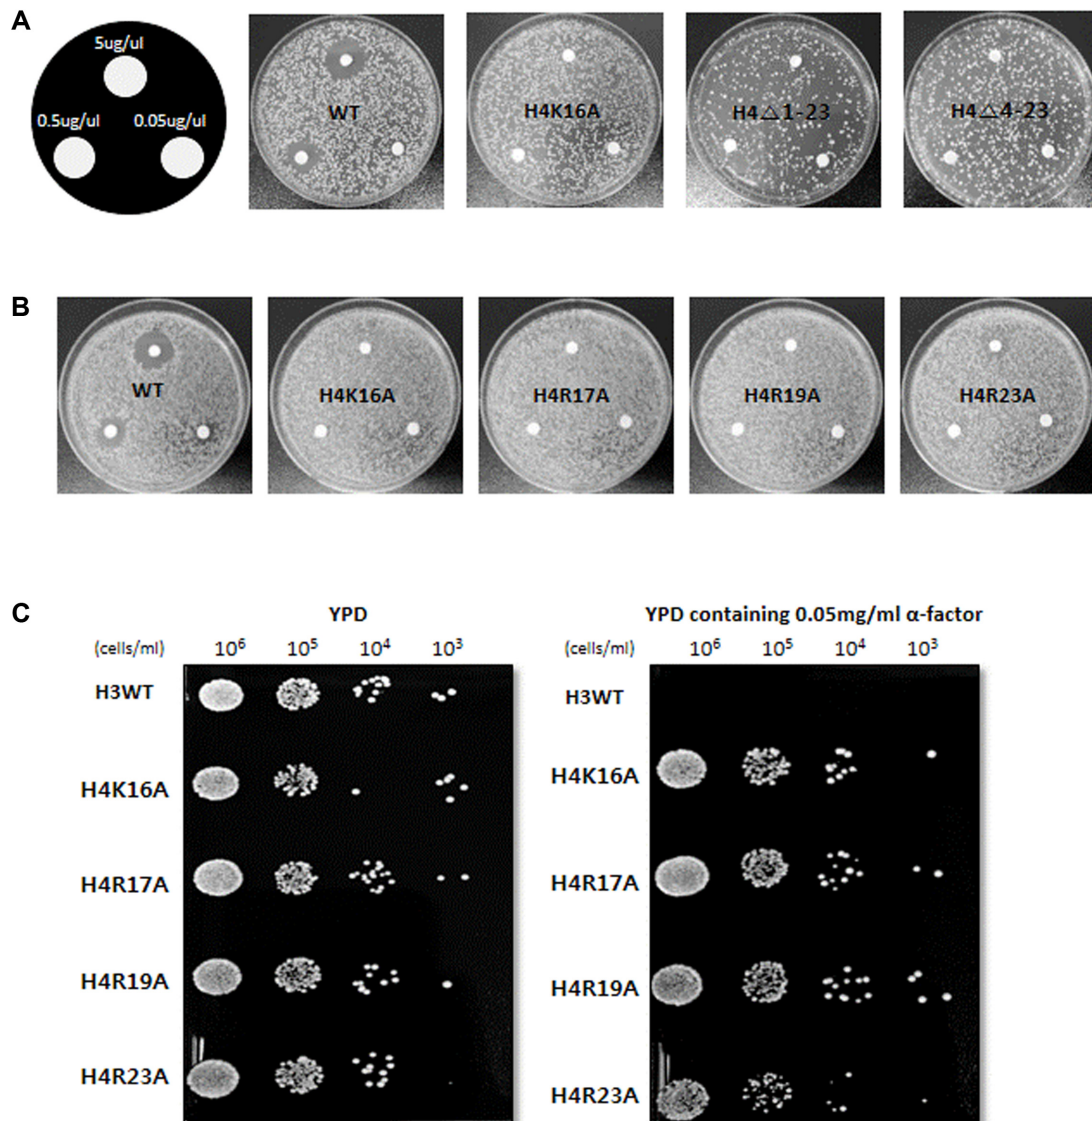 A
5ug/ul
0.5ug/ul 0.05ug/ul
WT
H4K16A
H4△1-23
H4△4-23
B
WT
H4K16A
H4R17A
H4R19A
H4R23A
C
YPD
(cells/ml) 10⁶ 10⁵ 10⁴ 10³
H3WT
H4K16A
H4R17A
H4R19A
H4R23A
YPD containing 0.05mg/ml α-factor
(cells/ml) 10⁶ 10⁵ 10⁴ 10³
H3WT
H4K16A
H4R17A
H4R19A
H4R23A